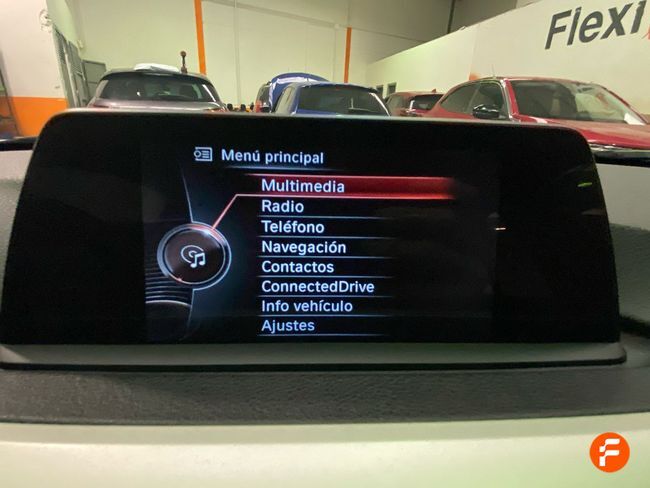 Flexi
Menú principal
Multimedia
Radio
Teléfono
Navegación
Contactos
ConnectedDrive
Info vehículo
Ajustes